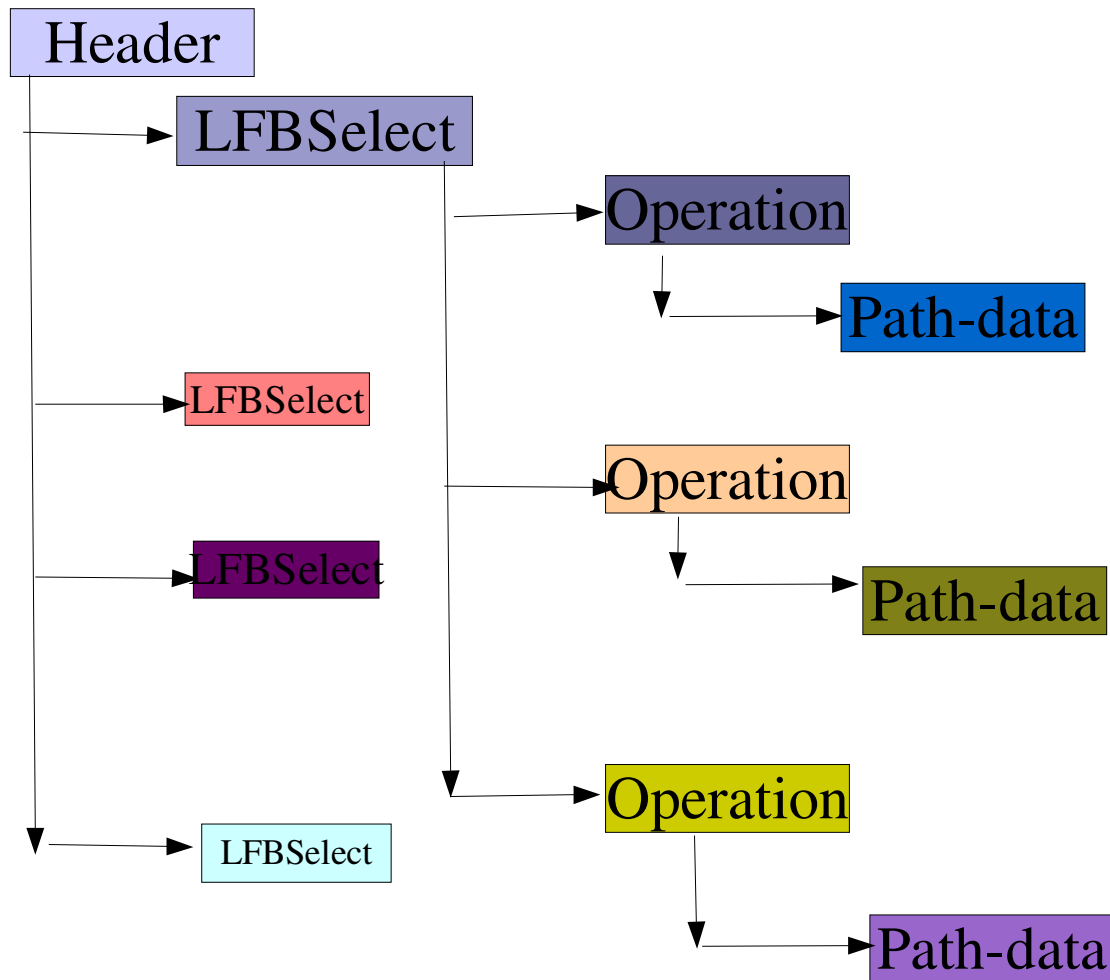 Header
LFBSelect
Operation
Path-data
LFBSelect
Operation
LFBSelect
Path-data
Operation
LFBSelect
Path-data